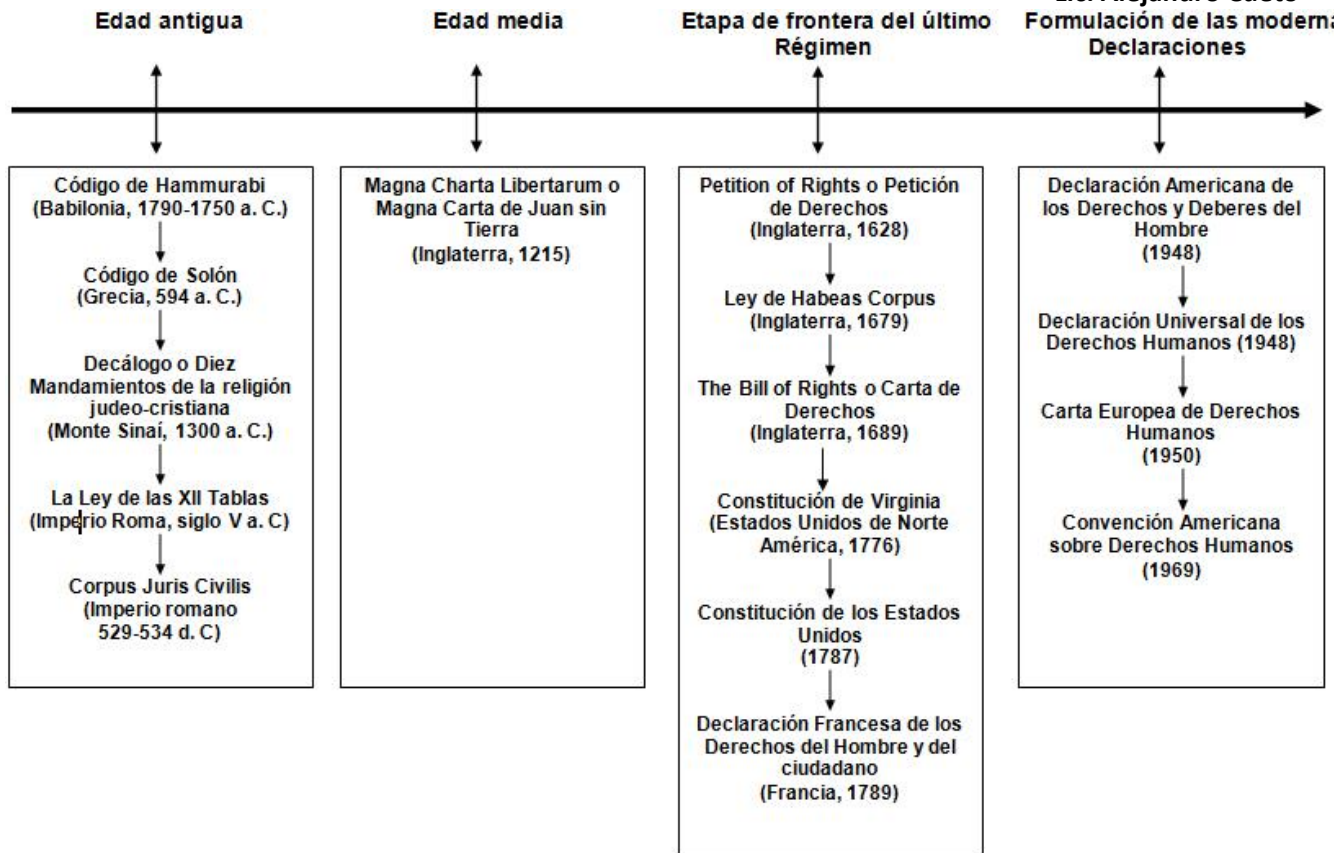 Edad antigua
Código de Hammurabi
(Babilonia, 1790-1750 a. C.)
Código de Solón
(Grecia, 594 a. C.)
Decálogo o Diez
Mandamientos de la religión
judeo-cristiana
(Monte Sinaí, 1300 a. C.)
La Ley de las XII Tablas
(Imperio Roma, siglo V a. C)
Corpus Juris Civilis
(Imperio romano
529-534 d. C)
Edad media
Magna Charta Libertarum o
Magna Carta de Juan sin
Tierra
(Inglaterra, 1215)
Etapa de frontera del último
Régimen
Petition of Rights o Petición
de Derechos
(Inglaterra, 1628)
Ley de Habeas Corpus
(Inglaterra, 1679)
The Bill of Rights o Carta de
Derechos
(Inglaterra, 1689)
Constitución de Virginia
(Estados Unidos de Norte
América, 1776)
Constitución de los Estados
Unidos
(1787)
Declaración Francesa de los
Derechos del Hombre y del
ciudadano
(Francia, 1789)
Formulación de las moderna
Declaraciones
Declaración Americana de
los Derechos y Deberes del
Hombre
(1948)
Declaración Universal de los
Derechos Humanos (1948)
Carta Europea de Derechos
Humanos
(1950)
Convención Americana
sobre Derechos Humanos
(1969)